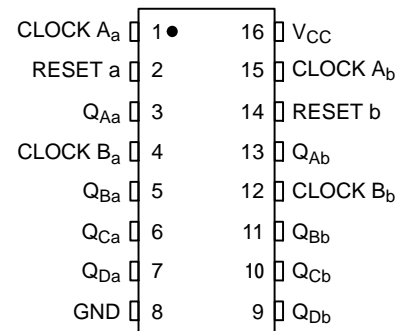 CLOCK Aa 1 16 VCC
RESET a 2 15 CLOCK Ab
QAa 3 14 RESET b
CLOCK Ba 4 13 QAb
QBa 5 12 CLOCK Bb
QCa 6 11 QBb
QDa 7 10 QCb
GND 8 9 QDb